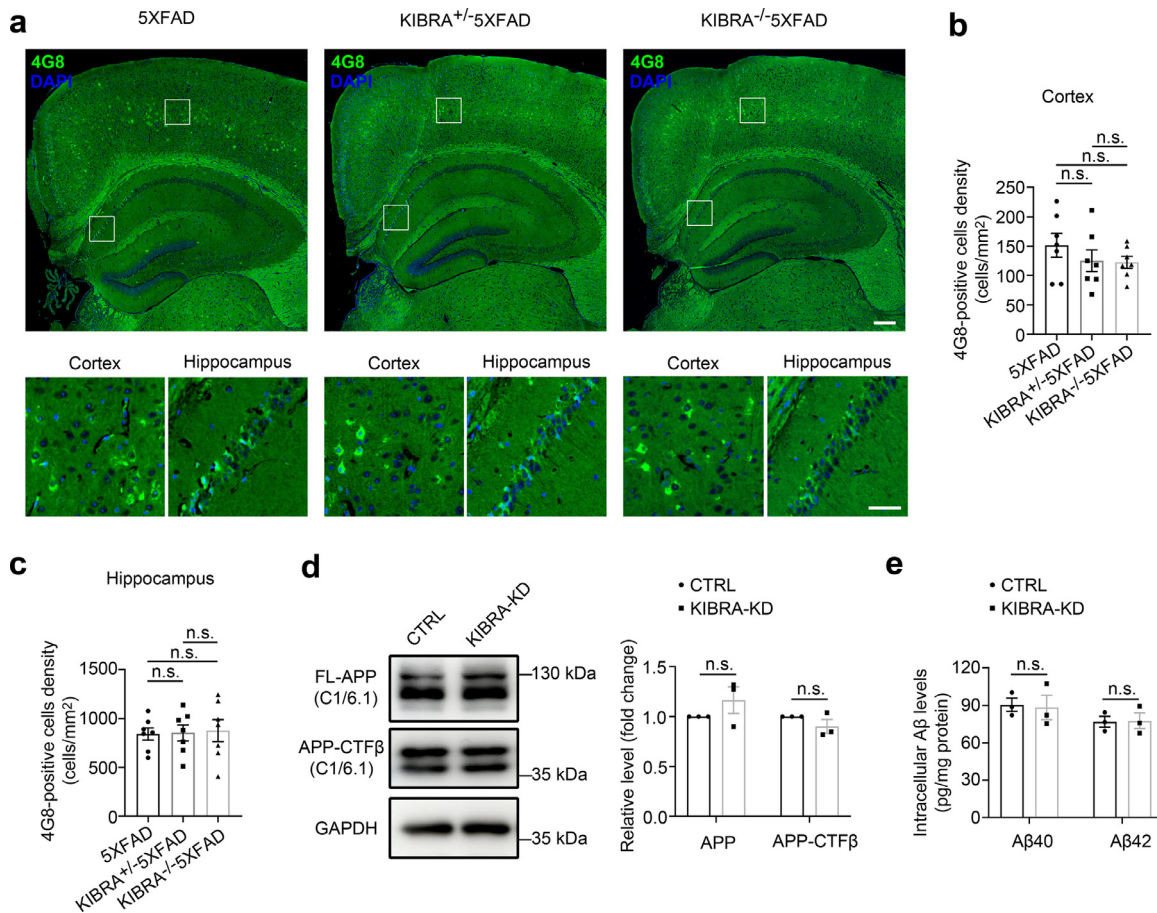 a
5XFAD
KIBRA+/-5XFAD
KIBRA-/-5XFAD
4G8
DAPI
4G8
DAPI
4G8
DAPI
Cortex
Hippocampus
Cortex
Hippocampus
Cortex
Hippocampus
b
Cortex
n.s.
n.s.
n.s.
4G8-positive cells density
(cells/mm2)
250
200
150
100
50
0
5XFAD
KIBRA+/-5XFAD
KIBRA-/-5XFAD
c
Hippocampus
n.s.
n.s.
n.s.
4G8-positive cells density
(cells/mm2)
1500
1000
500
0
5XFAD
KIBRA+/-5XFAD
KIBRA-/-5XFAD
d
CTRL
KIBRA-KD
FL-APP
(C1/6.1)
130 kDa
APP-CTFβ
(C1/6.1)
35 kDa
GAPDH
35 kDa
CTRL
KIBRA-KD
Relative level (fold change)
1.5
1.0
0.5
0.0
n.s.
n.s.
APP
APP-CTFβ
e
CTRL
KIBRA-KD
Intracellular Aβ levels
(pg/mg protein)
120
90
60
30
0
n.s.
n.s.
Aβ40
Aβ42